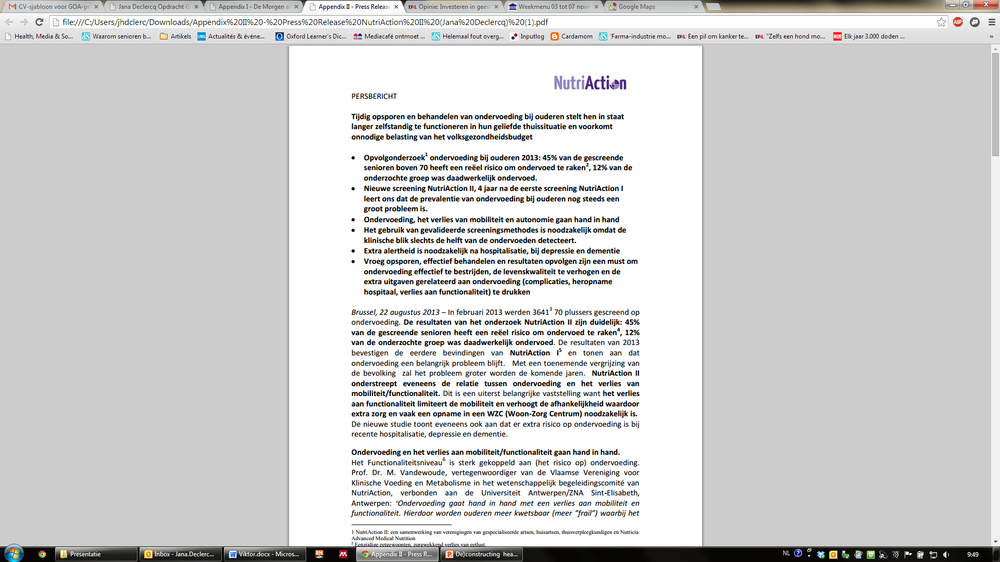 CV-sjabloon voor GOA-pr
Jana Declercq Opdracht G
Appendix I - De Morgen a
Appendix II - Press Release
DM. Opinie: Investeren in geest
Weekmenu 03 tot 07 nove
Google Maps
file:///C:/Users/jhdclerc/Downloads/Appendix%20II%20-%20Press%20Release%20NutriAction%20II%20(Jana%20Declercq)%20(1).pdf
ABP
Health, Media & So...
dS Waarom senioren b...
Artikels
UNIL Actualités & événe...
Oxford Learner's Dic...
Mediacafé ontmoet ...
dS Helemaal fout overg...
Inputlog
Cardamom
dS 'Farma-industrie mo...
DM. Een pil om kanker te...
DM. "Zelfs een hond mo...
HLN Elk jaar 3.000 doden ...
»
NutriAction
PERSBERICHT
Tijdig opsporen en behandelen van ondervoeding bij ouderen stelt hen in staat
langer zelfstandig te functioneren in hun geliefde thuissituatie en voorkomt
onnodige belasting van het volksgezondheidsbudget
• Opvolgonderzoek1 ondervoeding bij ouderen 2013: 45% van de gescreende
senioren boven 70 heeft een reëel risico om ondervoed te raken2, 12% van de
onderzochte groep was daadwerkelijk ondervoed.
• Nieuwe screening NutriAction II, 4 jaar na de eerste screening NutriAction I
leert ons dat de prevalentie van ondervoeding bij ouderen nog steeds een
groot probleem is.
• Ondervoeding, het verlies van mobiliteit en autonomie gaan hand in hand
• Het gebruik van gevalideerde screeningsmethodes is noodzakelijk omdat de
klinische blik slechts de helft van de ondervoeden detecteert.
• Extra alertheid is noodzakelijk na hospitalisatie, bij depressie en dementie
• Vroeg opsporen, effectief behandelen en resultaten opvolgen zijn een must om
ondervoeding effectief te bestrijden, de levenskwaliteit te verhogen en de
extra uitgaven gerelateerd aan ondervoeding (complicaties, heropname
hospitaal, verlies aan functionaliteit) te drukken
Brussel, 22 augustus 2013 – In februari 2013 werden 36413 70 plussers gescreend op
ondervoeding. De resultaten van het onderzoek NutriAction II zijn duidelijk: 45%
van de gescreende senioren heeft een reëel risico om ondervoed te raken4, 12%
van de onderzochte groep was daadwerkelijk ondervoed. De resultaten van 2013
bevestigen de eerdere bevindingen van NutriAction I5 en tonen aan dat
ondervoeding een belangrijk probleem blijft. Met een toenemende vergrijzing van
de bevolking zal het probleem groter worden de komende jaren. NutriAction II
onderstreept eveneens de relatie tussen ondervoeding en het verlies van
mobiliteit/functionaliteit. Dit is een uiterst belangrijke vaststelling want het verlies
aan functionaliteit limiteert de mobiliteit en verhoogt de afhankelijkheid waardoor
extra zorg en vaak een opname in een WZC (Woon-Zorg Centrum) noodzakelijk is.
De nieuwe studie toont eveneens ook aan dat er extra risico op ondervoeding is bij
recente hospitalisatie, depressie en dementie.
Ondervoeding en het verlies aan mobiliteit/functionaliteit gaan hand in hand.
Het Functionaliteitsniveau6 is sterk gekoppeld aan (het risico op) ondervoeding.
Prof. Dr. M. Vandewoude, vertegenwoordiger van de Vlaamse Vereniging voor
Klinische Voeding en Metabolisme in het wetenschappelijk begeleidingscomité van
NutriAction, verbonden aan de Universiteit Antwerpen/ZNA Sint-Elisabeth,
Antwerpen: "Ondervoeding gaat hand in hand met een verlies aan mobiliteit en
functionaliteit. Hierdoor worden ouderen meer kwetsbaar (meer "frail") waarbij het
1 NutriAction II: een samenwerking van verenigingen van gespecialiseerde artsen, huisartsen, thuisverpleegkundigen en Nutricia
Advanced Medical Nutrition
2 Eenzijdige eetgewoonten, zorgwekkend verlies van eetlust.
Presentatie
Inbox - Jana.Declerc...
Viktor.docx - Micros...
EN
Appendix II - Press R...
De)constructing hea...
NL
9:49